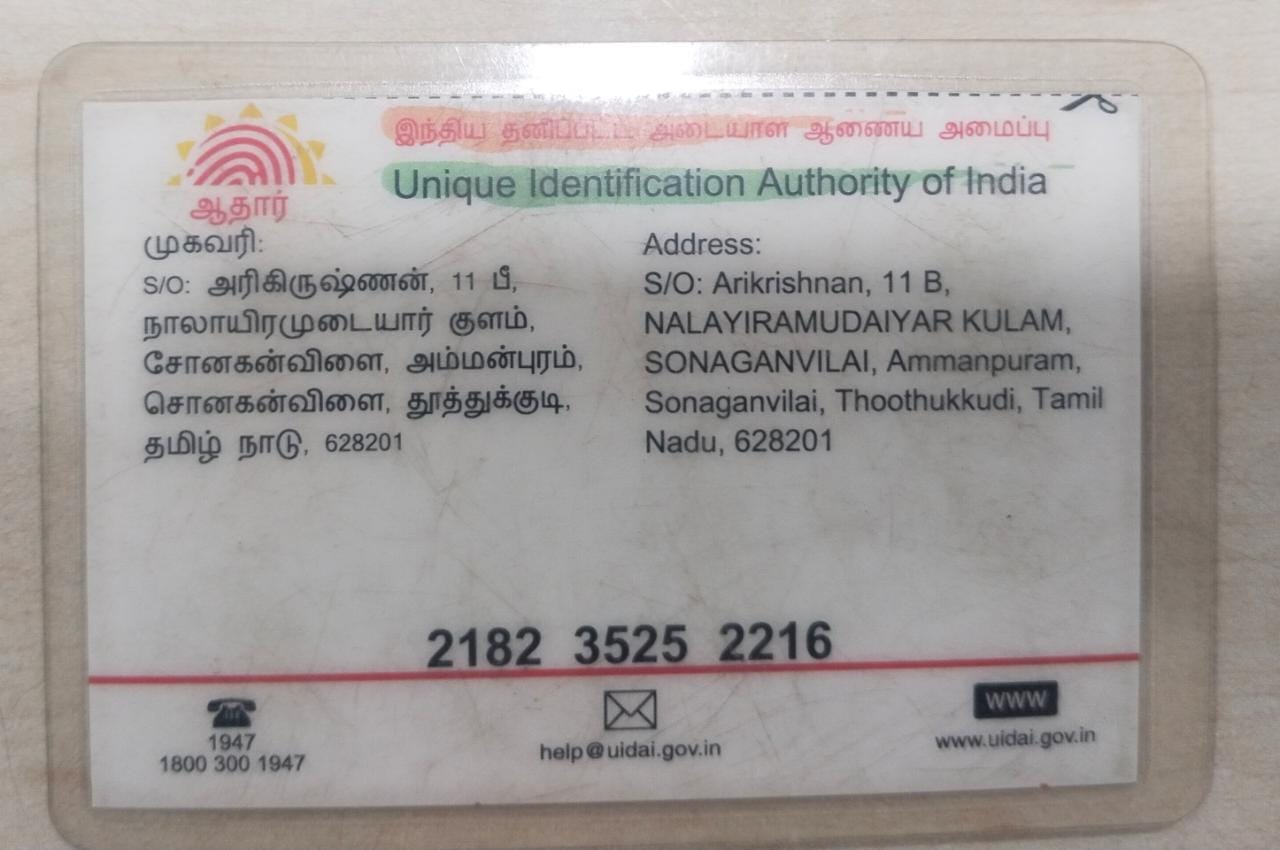 இந்திய தனிப்பட்ட அடையாள ஆணைய அமைப்பு
Unique Identification Authority of India
ஆதார்
முகவரி:
S/O: அரிகிருஷ்ணன், 11 பீ,
நாலாயிரமுடையார் குளம்,
சோனகன்விளை, அம்மன்புரம்,
சொனகன்விளை, தூத்துக்குடி,
தமிழ் நாடு, 628201
Address:
S/O: Arikrishnan, 11 B,
NALAYIRAMUDAIYAR KULAM,
SONAGANVILAI, Ammanpuram,
Sonaganvilai, Thoothukkudi, Tamil
Nadu, 628201
2182 3525 2216
1947
1800 300 1947
help@uidai.gov.in
WWW
www.uidai.gov.in